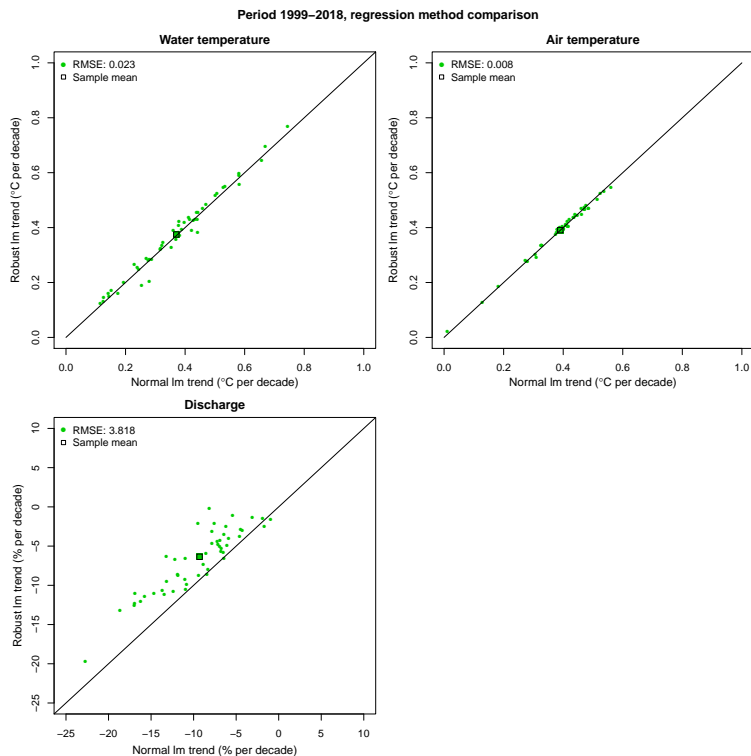 Period 1999–2018, regression method comparison
Water temperature
RMSE: 0.023
Sample mean
Robust lm trend (°C per decade)
0.0 0.2 0.4 0.6 0.8 1.0
0.0 0.2 0.4 0.6 0.8 1.0
Normal lm trend (°C per decade)
Air temperature
RMSE: 0.008
Sample mean
Robust lm trend (°C per decade)
0.0 0.2 0.4 0.6 0.8 1.0
0.0 0.2 0.4 0.6 0.8 1.0
Normal lm trend (°C per decade)
Discharge
RMSE: 3.818
Sample mean
Robust lm trend (% per decade)
−25 −20 −15 −10 −5 0 5 10
−25 −20 −15 −10 −5 0 5 10
Normal lm trend (% per decade)